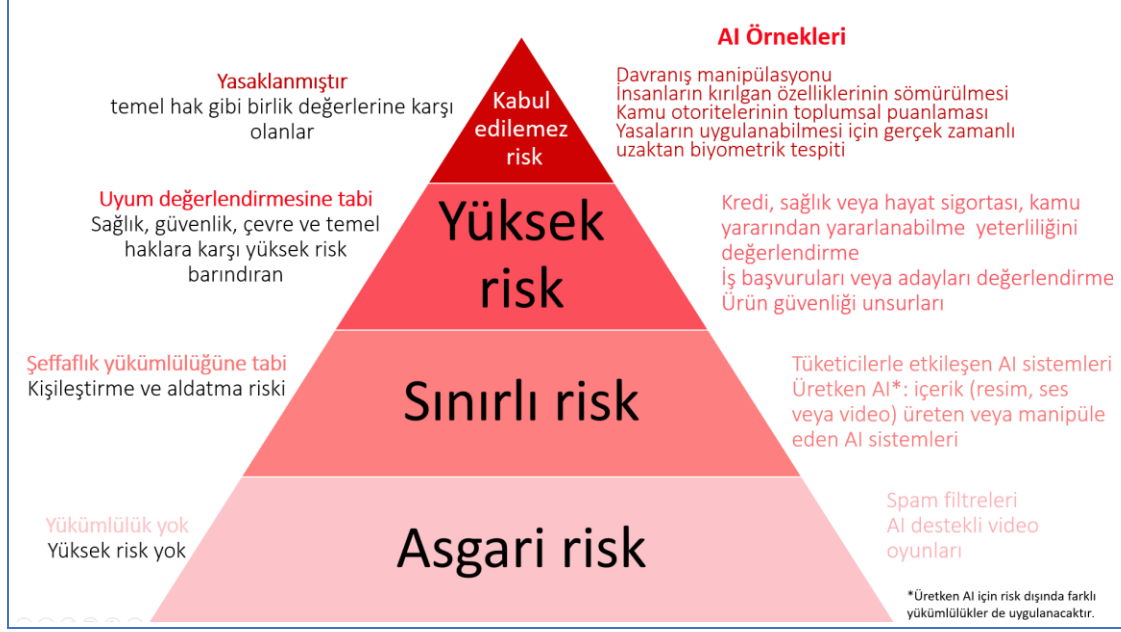 AI Örnekleri
Yasaklanmıştır
temel hak gibi birlik değerlerine karşı
olanlar
Kabul
edilemez
risk
Davranış manipülasyonu
İnsanların kırılgan özelliklerinin sömürülmesi
Kamu otoritelerinin toplumsal puanlaması
Yasaların uygulanabilmesi için gerçek zamanlı
uzaktan biyometrik tespiti
Uyum değerlendirmesine tabi
Sağlık, güvenlik, çevre ve temel
haklara karşı yüksek risk
barındıran
Yüksek
risk
Kredi, sağlık veya hayat sigortası, kamu
yararından yararlanabilme yeterliliğini
değerlendirme
İş başvuruları veya adayları değerlendirme
Ürün güvenliği unsurları
Şeffaflık yükümlülüğüne tabi
Kişileştirme ve aldatma riski
Sınırlı risk
Tüketicilerle etkileşen AI sistemleri
Üretken AI*: içerik (resim, ses
veya video) üreten veya manipüle
eden AI sistemleri
Yükümlülük yok
Yüksek risk yok
Asgari risk
Spam filtreleri
AI destekli video
oyunları
*Üretken AI için risk dışında farklı
yükümlülükler de uygulanacaktır.